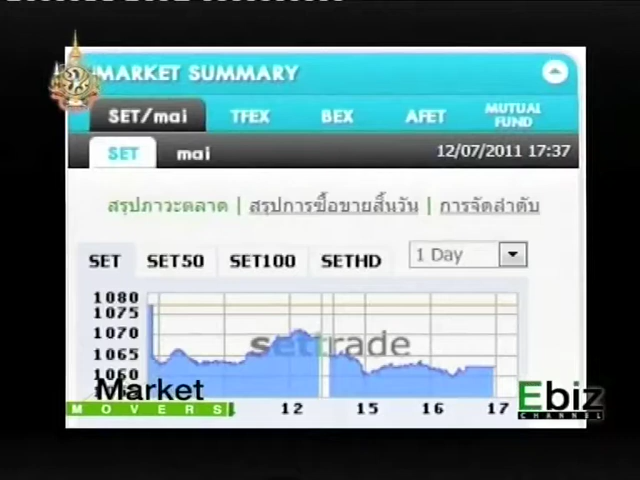 MARKET SUMMARY
SET/mai TFEX BEX AFET MUTUAL FUND
SET mai 12/07/2011 17:37
สรุปภาวะตลาด | สรุปการซื้อขายสิ้นวัน | การจัดลำดับ
SET SET50 SET100 SETHD 1 Day
1080
1075
1070
settrade
1065
1060
Market
MOVERS
12 15 16 17
Ebiz
CHANNEL